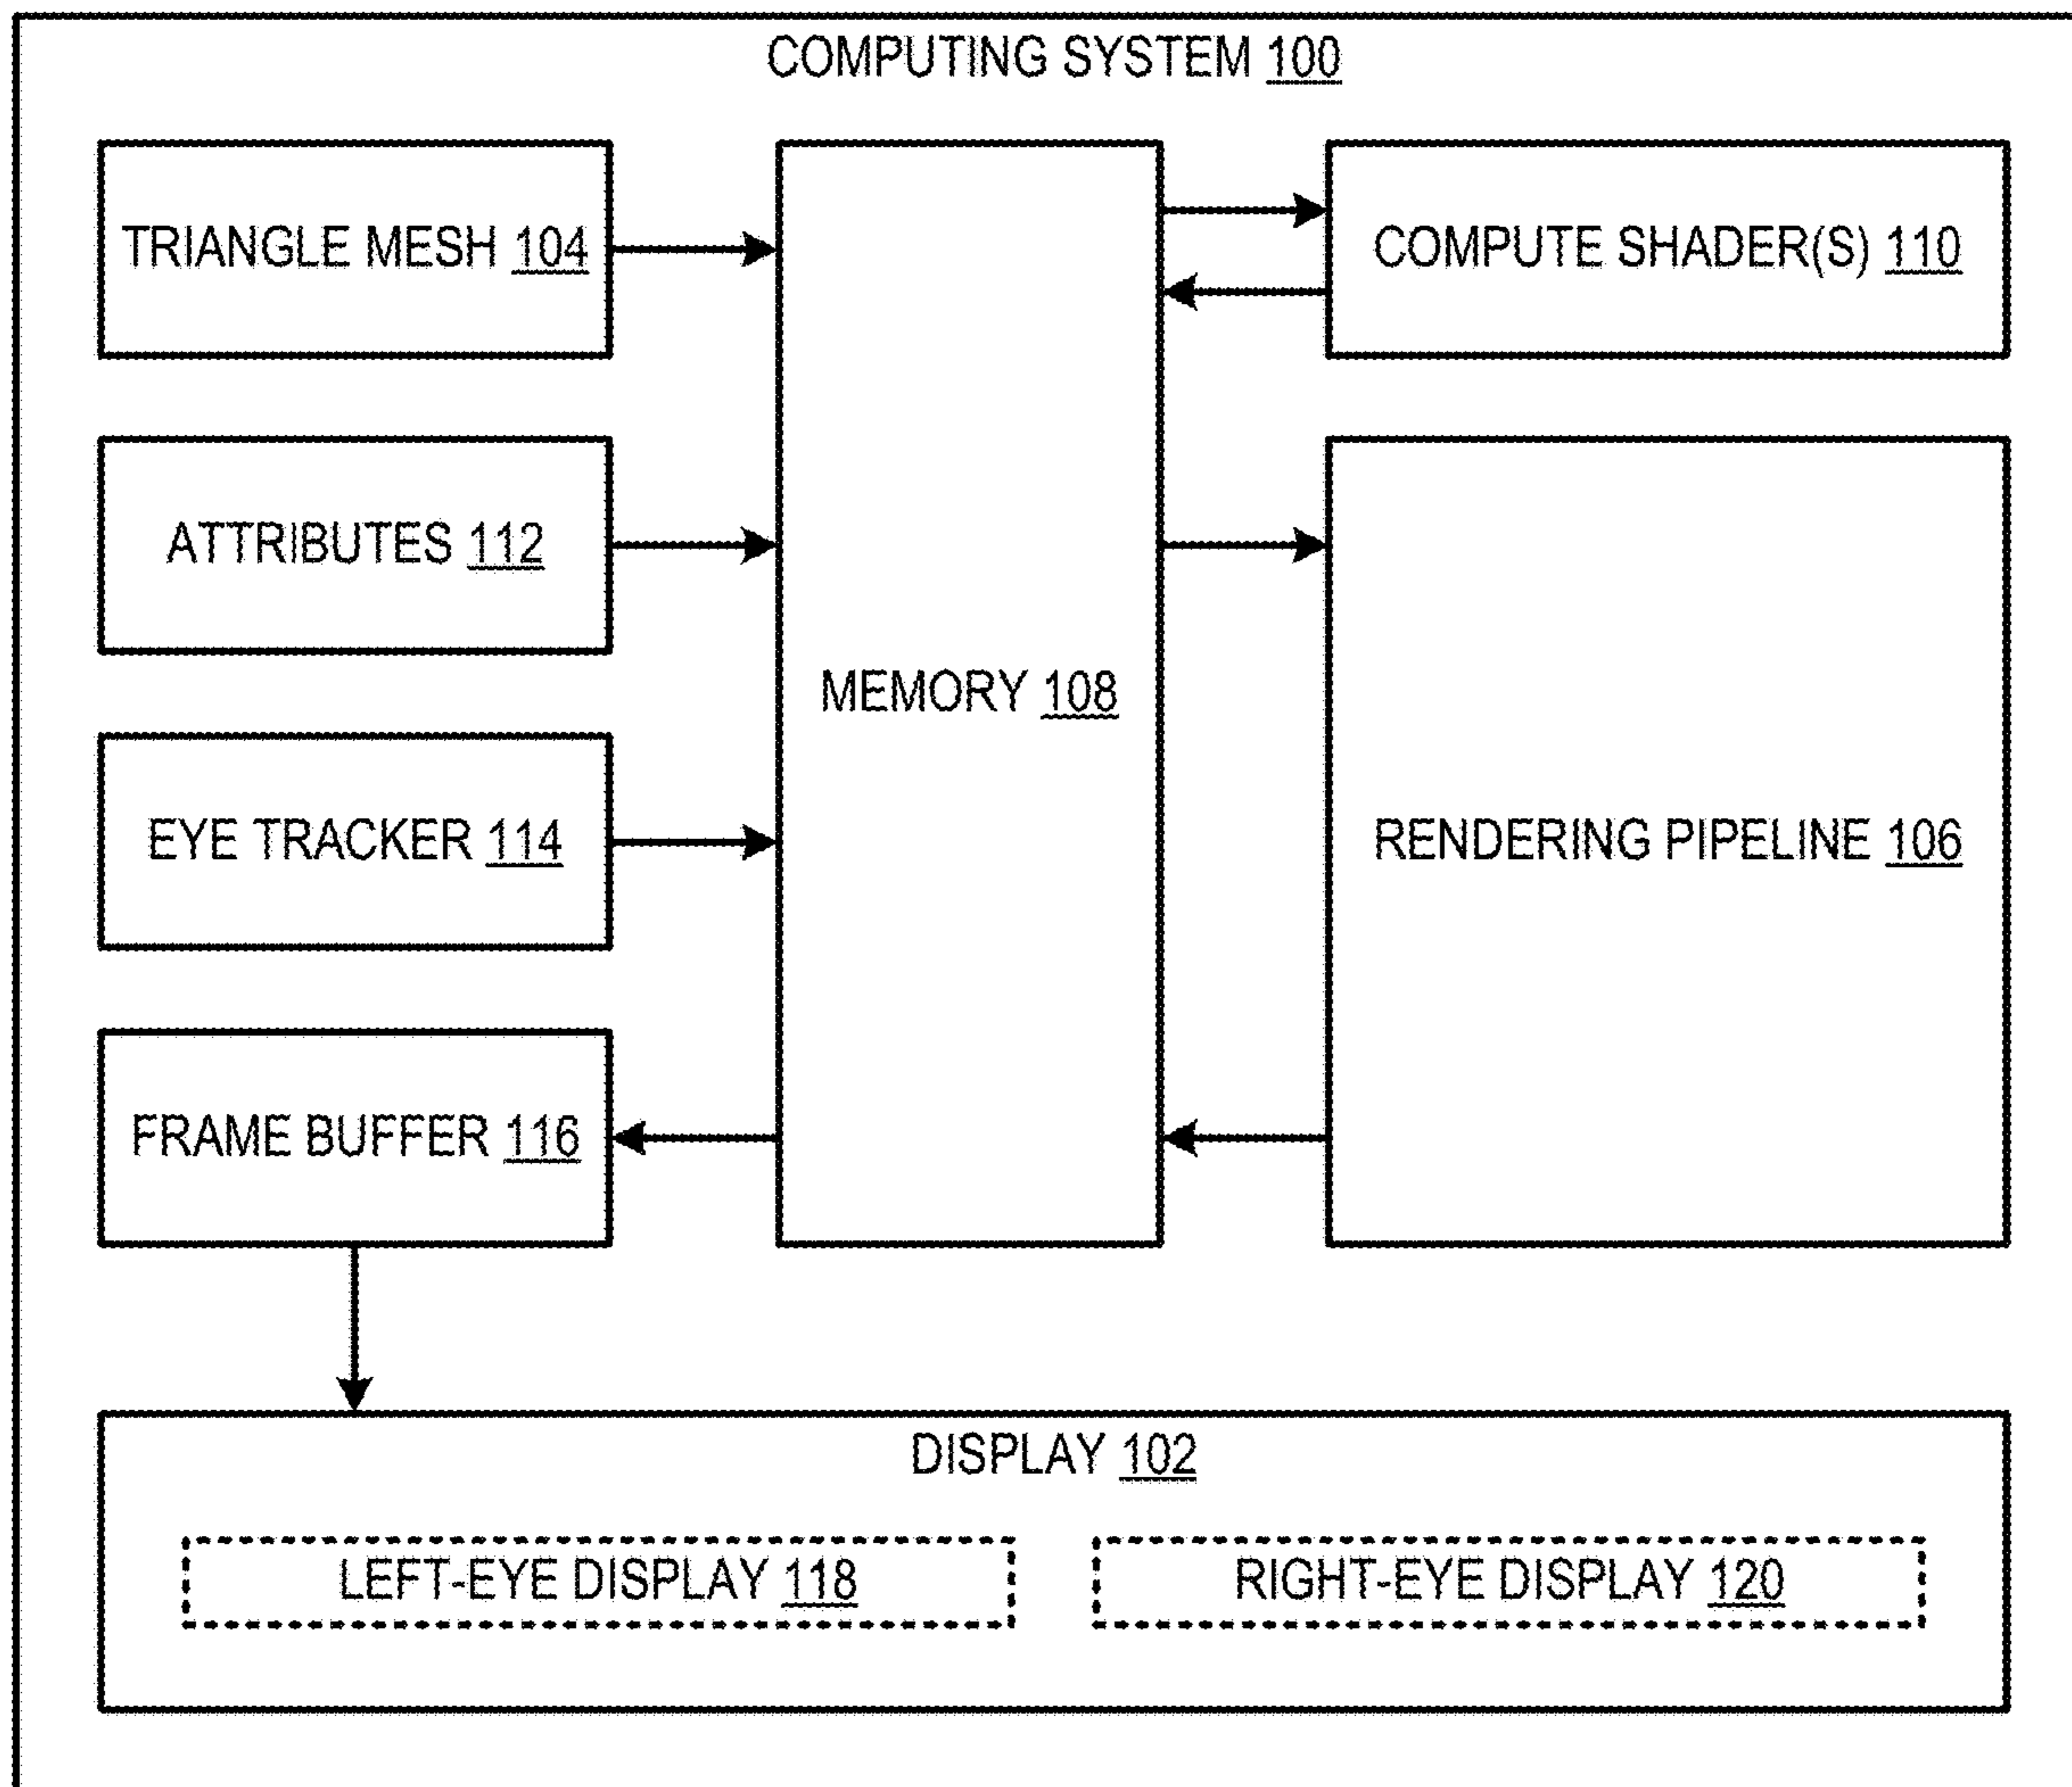 COMPUTING SYSTEM 100
TRIANGLE MESH 104
COMPUTE SHADER(S) 110
ATTRIBUTES 112
MEMORY 108
EYE TRACKER 114
RENDERING PIPELINE 106
FRAME BUFFER 116
DISPLAY 102
LEFT-EYE DISPLAY 118
RIGHT-EYE DISPLAY 120